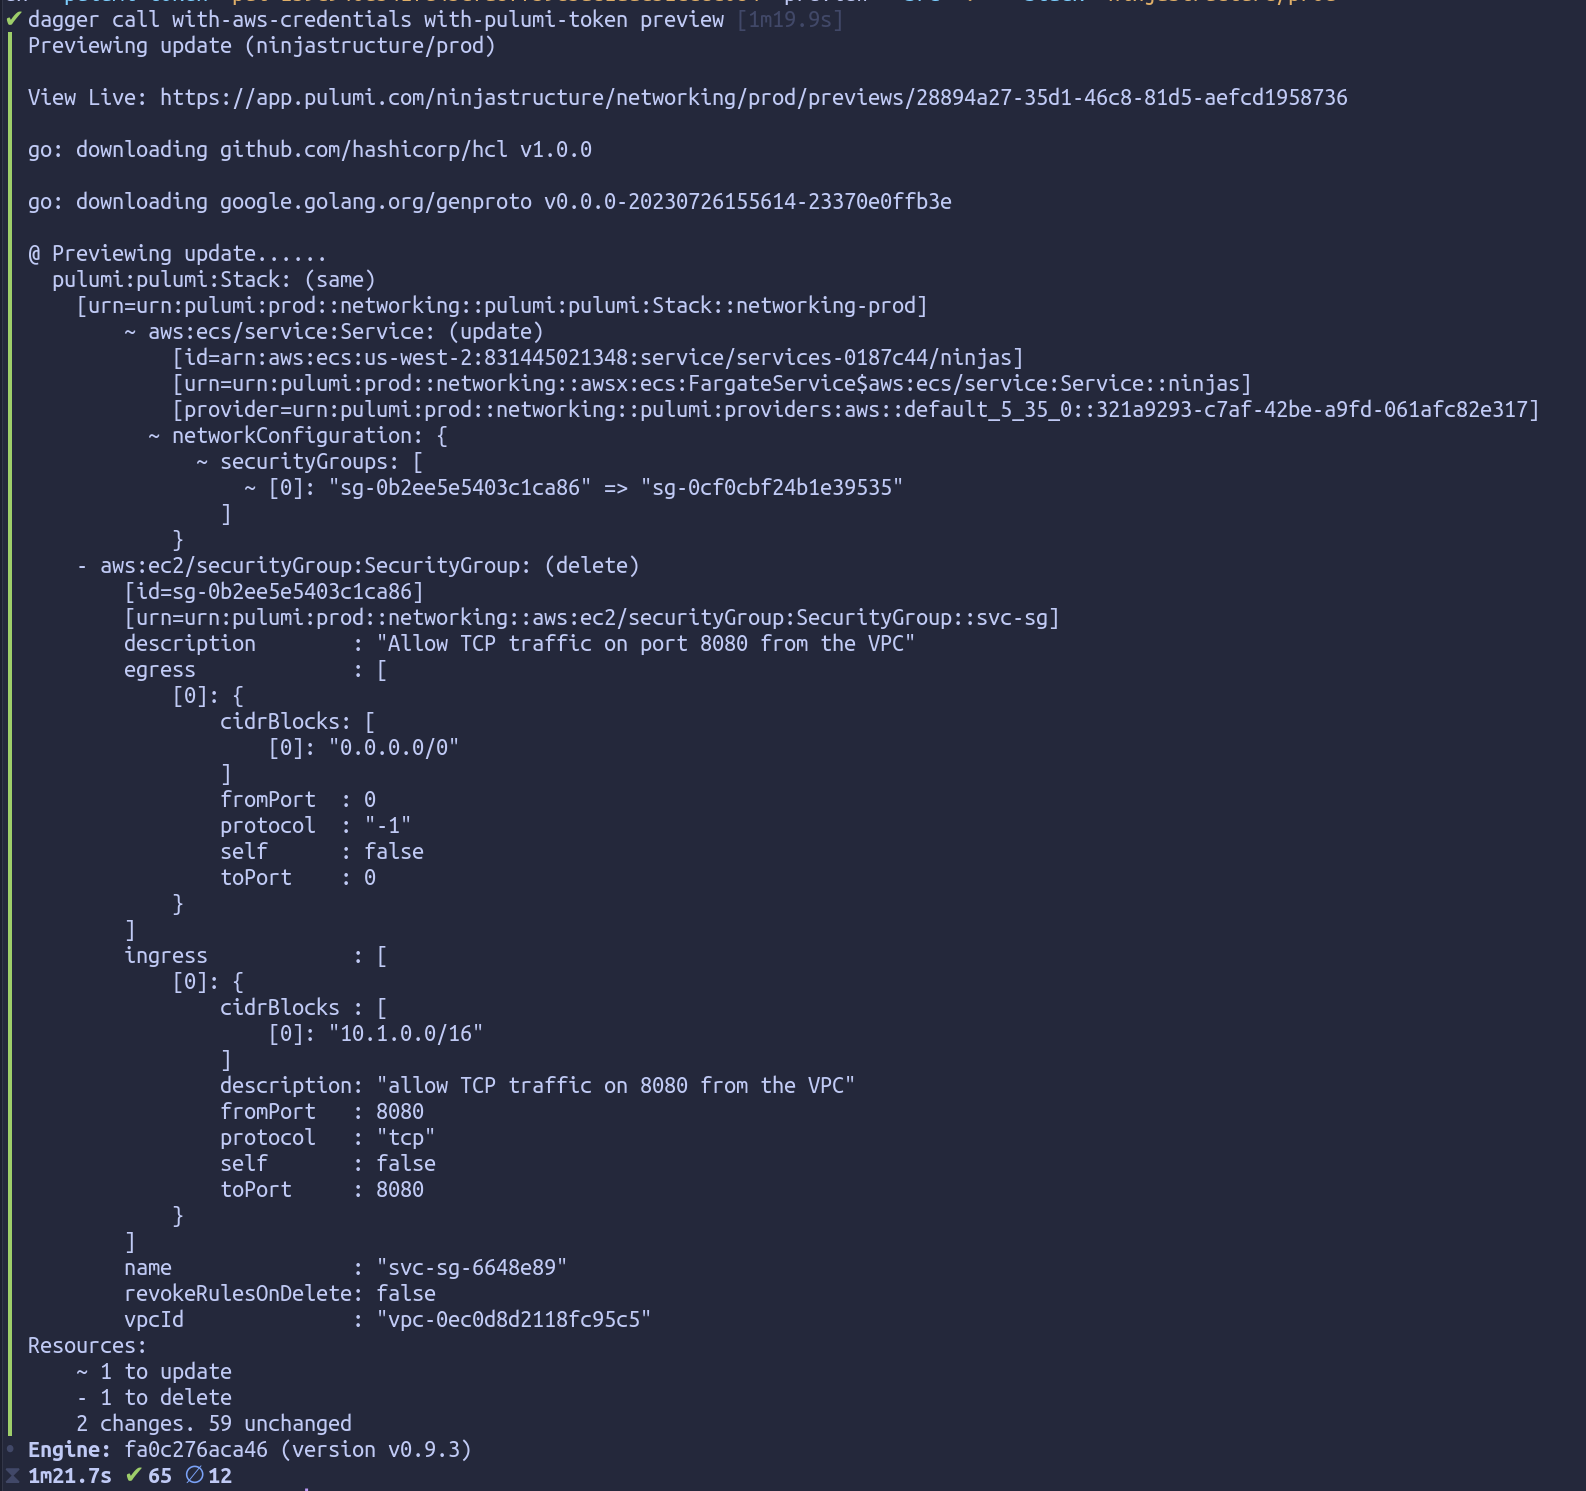 ✔ dagger call with-aws-credentials with-pulumi-token preview [1m19.9s]
Previewing update (ninjastructure/prod)
View Live: https://app.pulumi.com/ninjastructure/networking/prod/previews/28894a27-35d1-46c8-81d5-aefcd1958736
go: downloading github.com/hashicorp/hcl v1.0.0
go: downloading google.golang.org/genproto v0.0.0-20230726155614-23370e0ffb3e
@ Previewing update......
pulumi:pulumi:Stack: (same)
[urn=urn:pulumi:prod::networking::pulumi:pulumi:Stack::networking-prod]
~ aws:ecs/service:Service: (update)
[id=arn:aws:ecs:us-west-2:831445021348:service/services-0187c44/ninjas]
[urn=urn:pulumi:prod::networking::awsx:ecs:FargateService$aws:ecs/service:Service::ninjas]
[provider=urn:pulumi:prod::networking::pulumi:providers:aws::default_5_35_0::321a9293-c7af-42be-a9fd-061afc82e317]
~ networkConfiguration: {
~ securityGroups: [
~ [0]: "sg-0b2ee5e5403c1ca86" => "sg-0cf0cbf24b1e39535"
]
}
- aws:ec2/securityGroup:SecurityGroup: (delete)
[id=sg-0b2ee5e5403c1ca86]
[urn=urn:pulumi:prod::networking::aws:ec2/securityGroup:SecurityGroup::svc-sg]
description : "Allow TCP traffic on port 8080 from the VPC"
egress : [
[0]: {
cidrBlocks: [
[0]: "0.0.0.0/0"
]
fromPort : 0
protocol : "-1"
self : false
toPort : 0
}
]
ingress : [
[0]: {
cidrBlocks : [
[0]: "10.1.0.0/16"
]
description: "allow TCP traffic on 8080 from the VPC"
fromPort : 8080
protocol : "tcp"
self : false
toPort : 8080
}
]
name : "svc-sg-6648e89"
revokeRulesOnDelete: false
vpcId : "vpc-0ec0d8d2118fc95c5"
Resources:
~ 1 to update
- 1 to delete
2 changes. 59 unchanged
• Engine: fa0c276aca46 (version v0.9.3)
⧗ 1m21.7s ✔ 65 ∅ 12